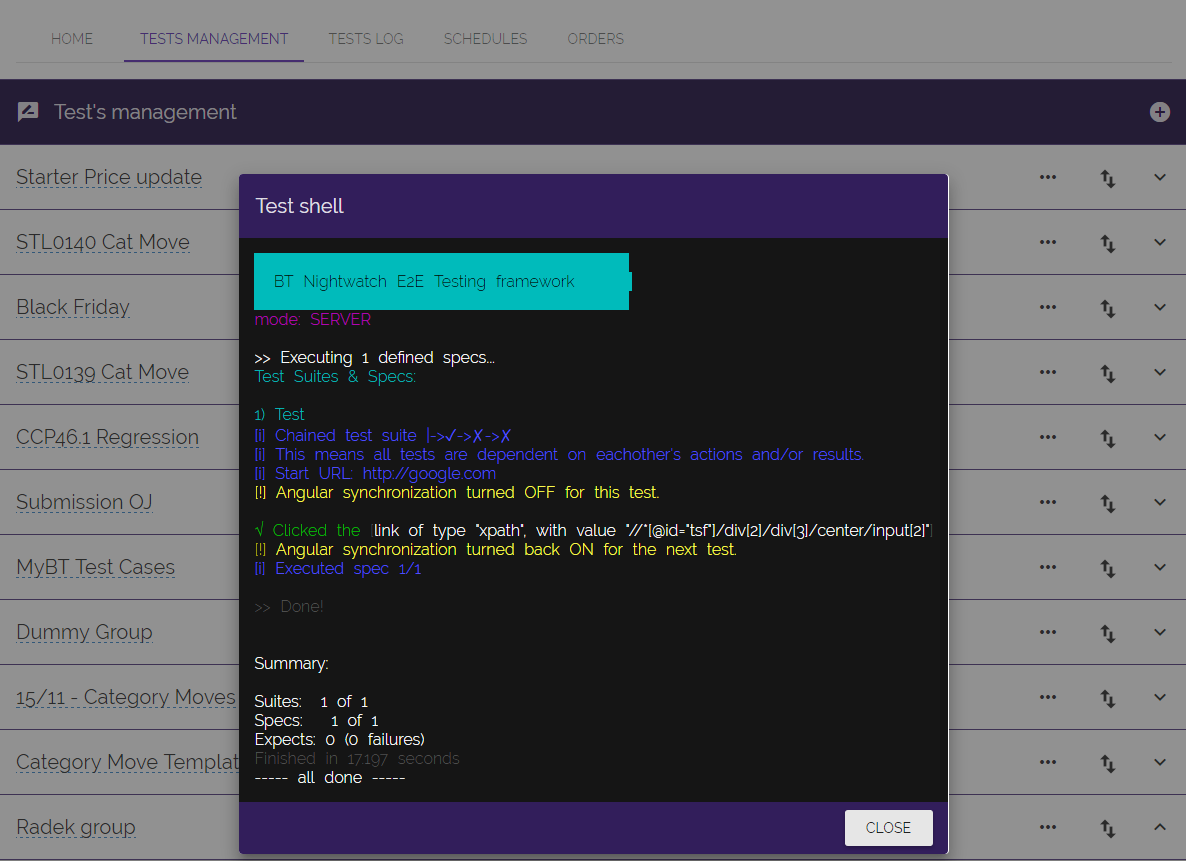 HOME TESTS MANAGEMENT TESTS LOG SCHEDULES ORDERS
Test's management
Starter Price update
STL0140 Cat Move
Black Friday
STL0139 Cat Move
CCP46.1 Regression
Submission OJ
MyBT Test Cases
Dummy Group
15/11 - Category Moves
Category Move Templat
Radek group
Test shell
BT Nightwatch E2E Testing framework
mode: SERVER
>> Executing 1 defined specs...
Test Suites & Specs:
1) Test
[i] Chained test suite |->✓->✗->✗
[i] This means all tests are dependent on eachother's actions and/or results.
[i] Start URL: http://google.com
[!] Angular synchronization turned OFF for this test.
√ Clicked the [link of type "xpath", with value "//*[@id="tsf"]/div[2]/div[3]/center/input[2]"]
[!] Angular synchronization turned back ON for the next test.
[i] Executed spec 1/1
>> Done!
Summary:
Suites: 1 of 1
Specs: 1 of 1
Expects: 0 (0 failures)
Finished in 17.197 seconds
----- all done -----
CLOSE